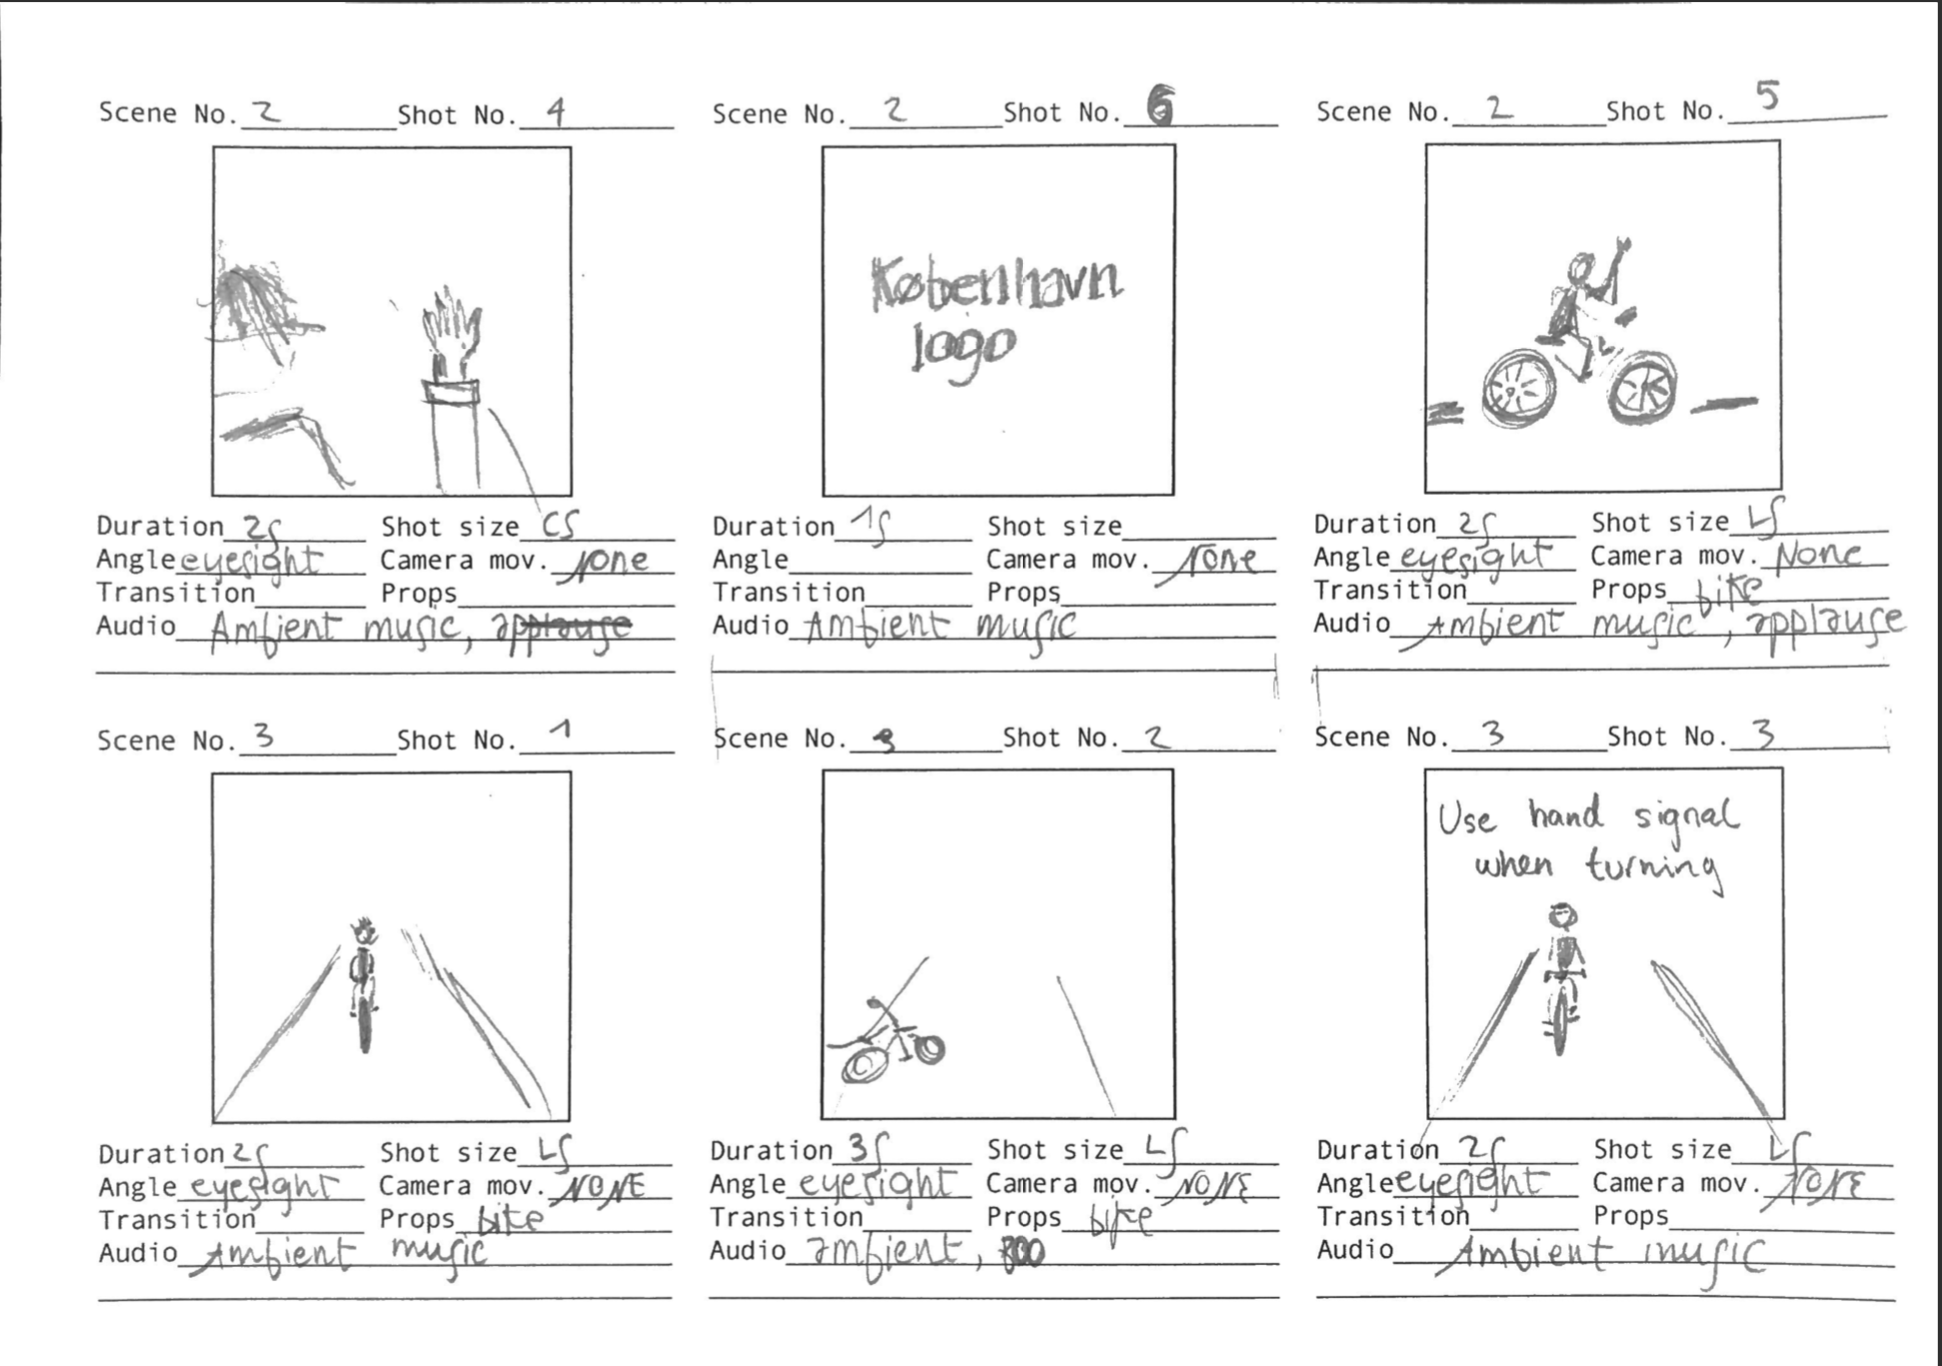 Scene No. 2 Shot No. 4
Duration 2s Shot size CS
Angle eyesight Camera mov. None
Transition Props
Audio Ambient music, applause
Scene No. 2 Shot No. 6
København
logo
Duration 1s Shot size
Angle Camera mov. None
Transition Props
Audio Ambient music
Scene No. 2 Shot No. 5
Duration 2s Shot size LS
Angle eyesight Camera mov. None
Transition Props bike
Audio Ambient music, applause
Scene No. 3 Shot No. 1
Duration 2s Shot size LS
Angle eyesight Camera mov. NONE
Transition Props bike
Audio Ambient music
Scene No. 3 Shot No. 2
Duration 3s Shot size LS
Angle eyesight Camera mov. NONE
Transition Props bike
Audio ambient, boo
Scene No. 3 Shot No. 3
Use hand signal
when turning
Duration 2s Shot size LS
Angle eyesight Camera mov. NONE
Transition Props
Audio Ambient music